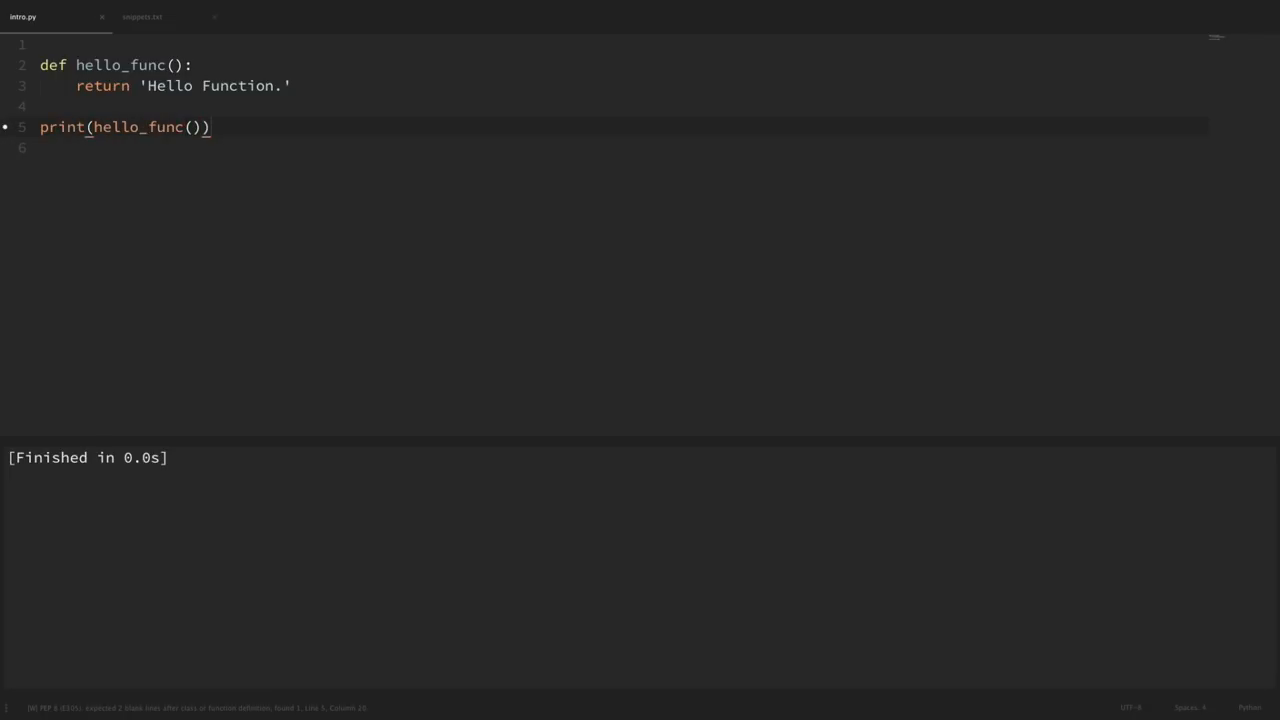 intro.py
snippets.txt
1
2 def hello_func():
3 return 'Hello Function.'
4
5 print(hello_func())
6
[Finished in 0.0s]
[W] PEP 8 (E305): expected 2 blank lines after class or function definition, found 1, Line 5, Column 20
UTF-8
Spaces: 4
Python